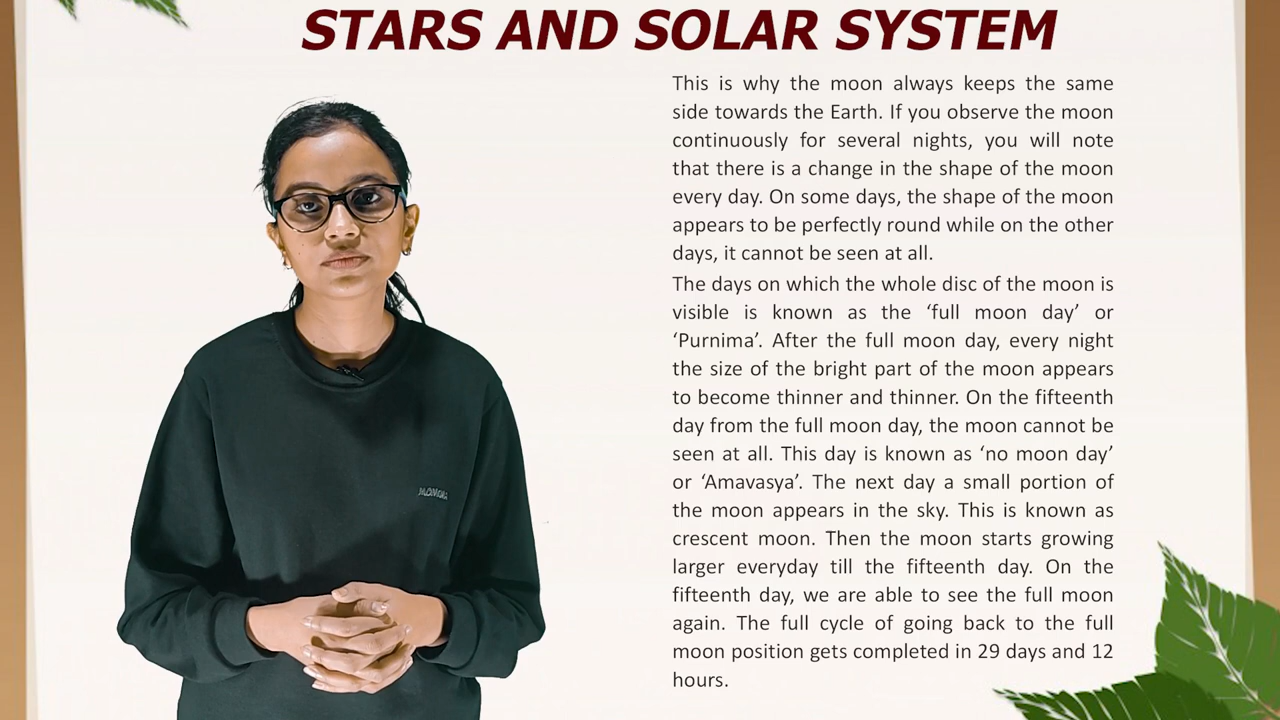 STARS AND SOLAR SYSTEM
This is why the moon always keeps the same
side towards the Earth. If you observe the moon
continuously for several nights, you will note
that there is a change in the shape of the moon
every day. On some days, the shape of the moon
appears to be perfectly round while on the other
days, it cannot be seen at all.
The days on which the whole disc of the moon is
visible is known as the ‘full moon day’ or
‘Purnima’. After the full moon day, every night
the size of the bright part of the moon appears
to become thinner and thinner. On the fifteenth
day from the full moon day, the moon cannot be
seen at all. This day is known as ‘no moon day’
or ‘Amavasya’. The next day a small portion of
the moon appears in the sky. This is known as
crescent moon. Then the moon starts growing
larger everyday till the fifteenth day. On the
fifteenth day, we are able to see the full moon
again. The full cycle of going back to the full
moon position gets completed in 29 days and 12
hours.